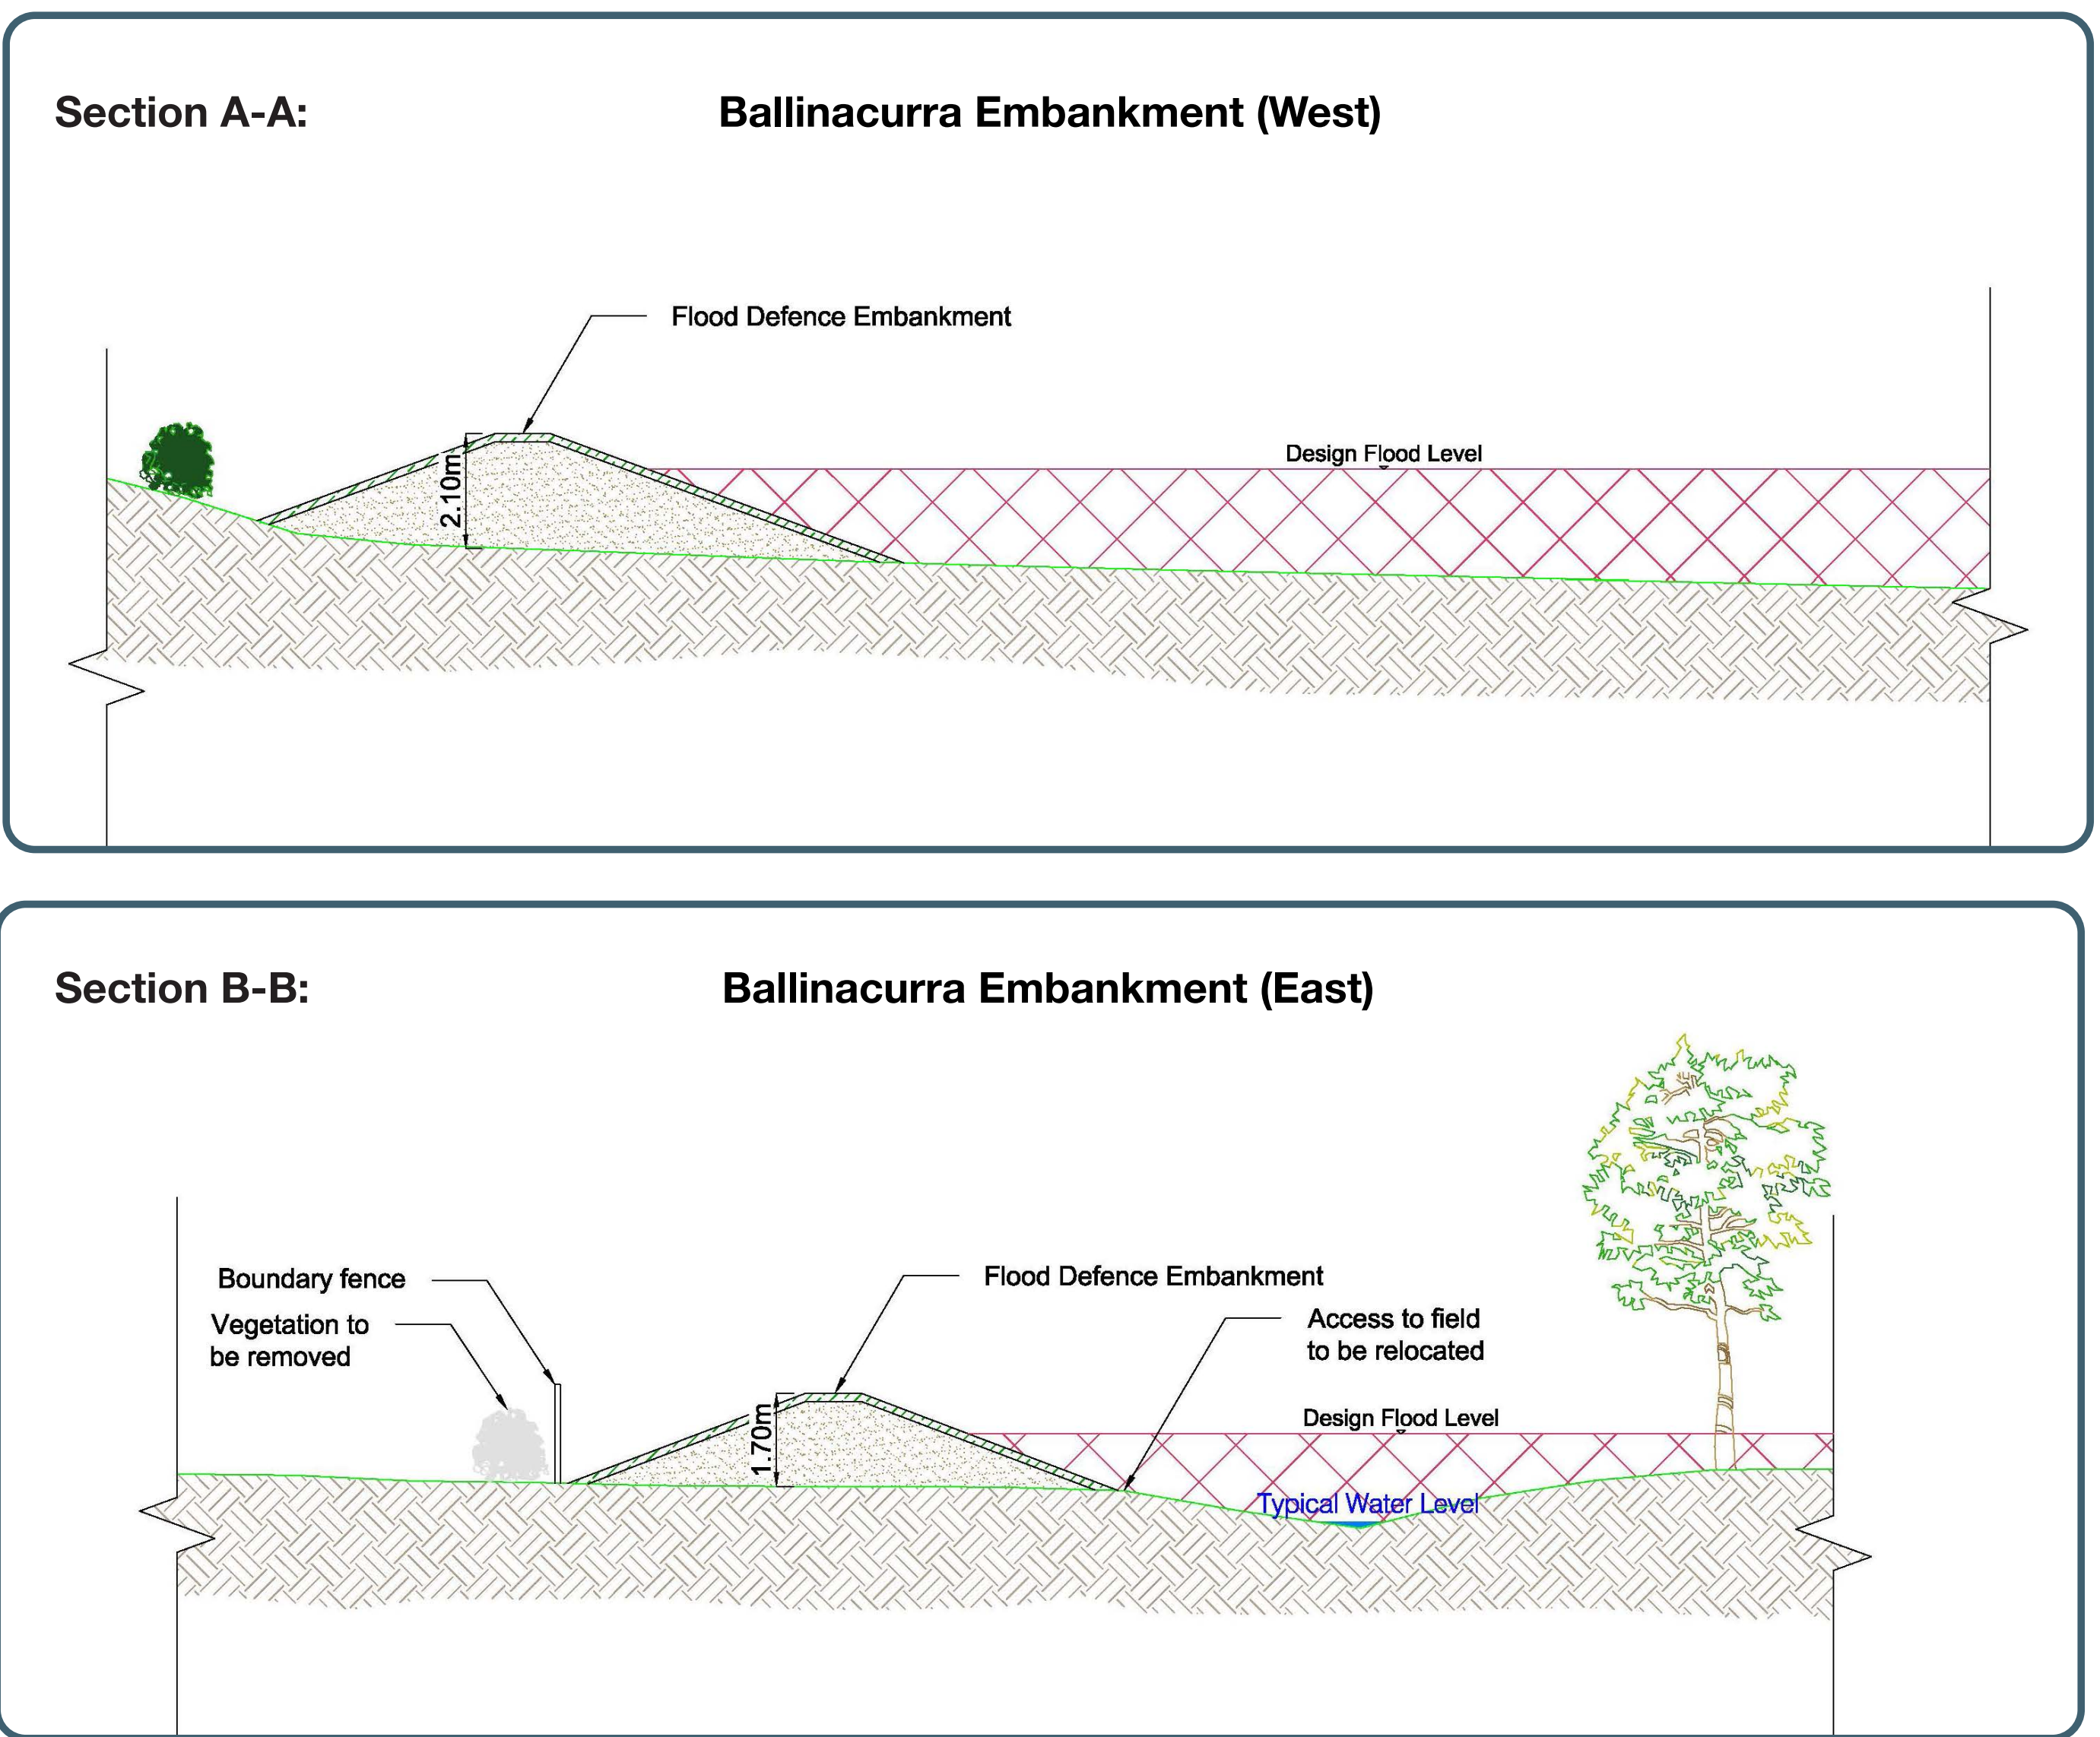 Section A-A:
Ballinacurra Embankment (West)
Flood Defence Embankment
Design Flood Level
2.10m
Section B-B:
Ballinacurra Embankment (East)
Boundary fence
Vegetation to
be removed
Flood Defence Embankment
Access to field
to be relocated
Design Flood Level
1.70m
Typical Water Level